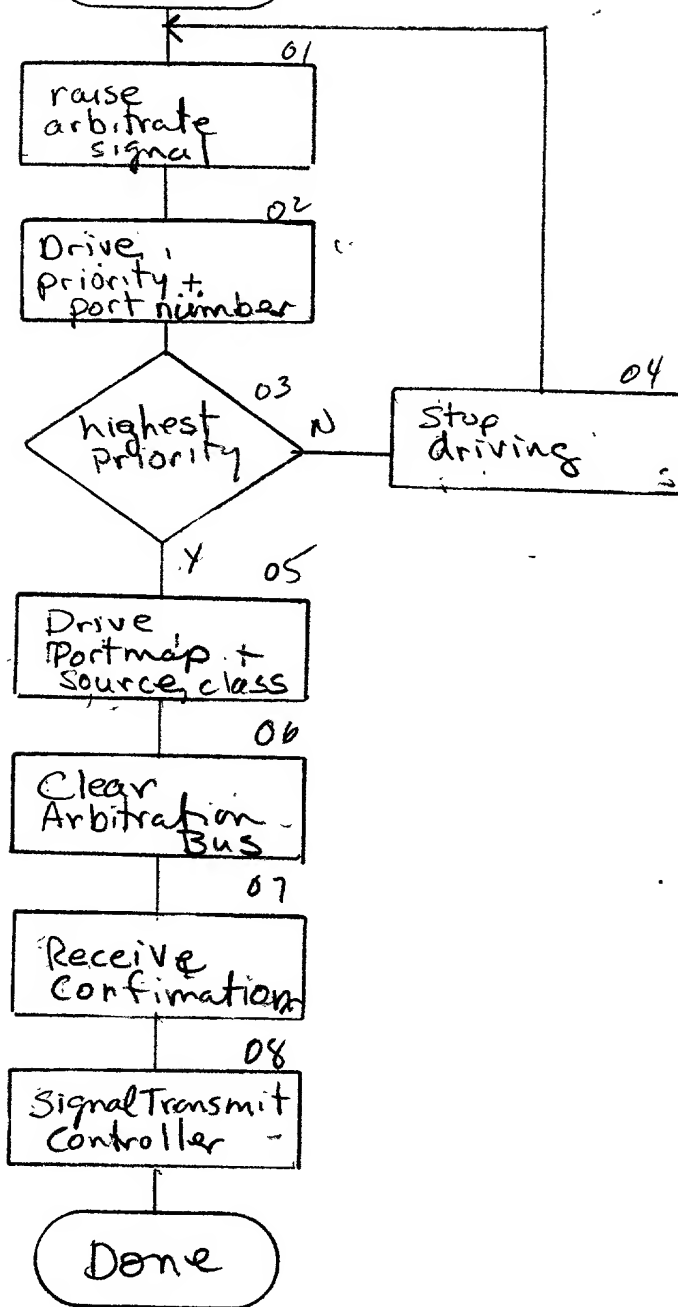 01
raise
arbitrate
signal
02
Drive
priority +
port number
03
highest
priority
N
04
Stop
driving
Y
05
Drive
Portmap +
source, class
06
Clear
Arbitration
Bus
07
Receive
Confimation
08
Signal Transmit
Controller
Done